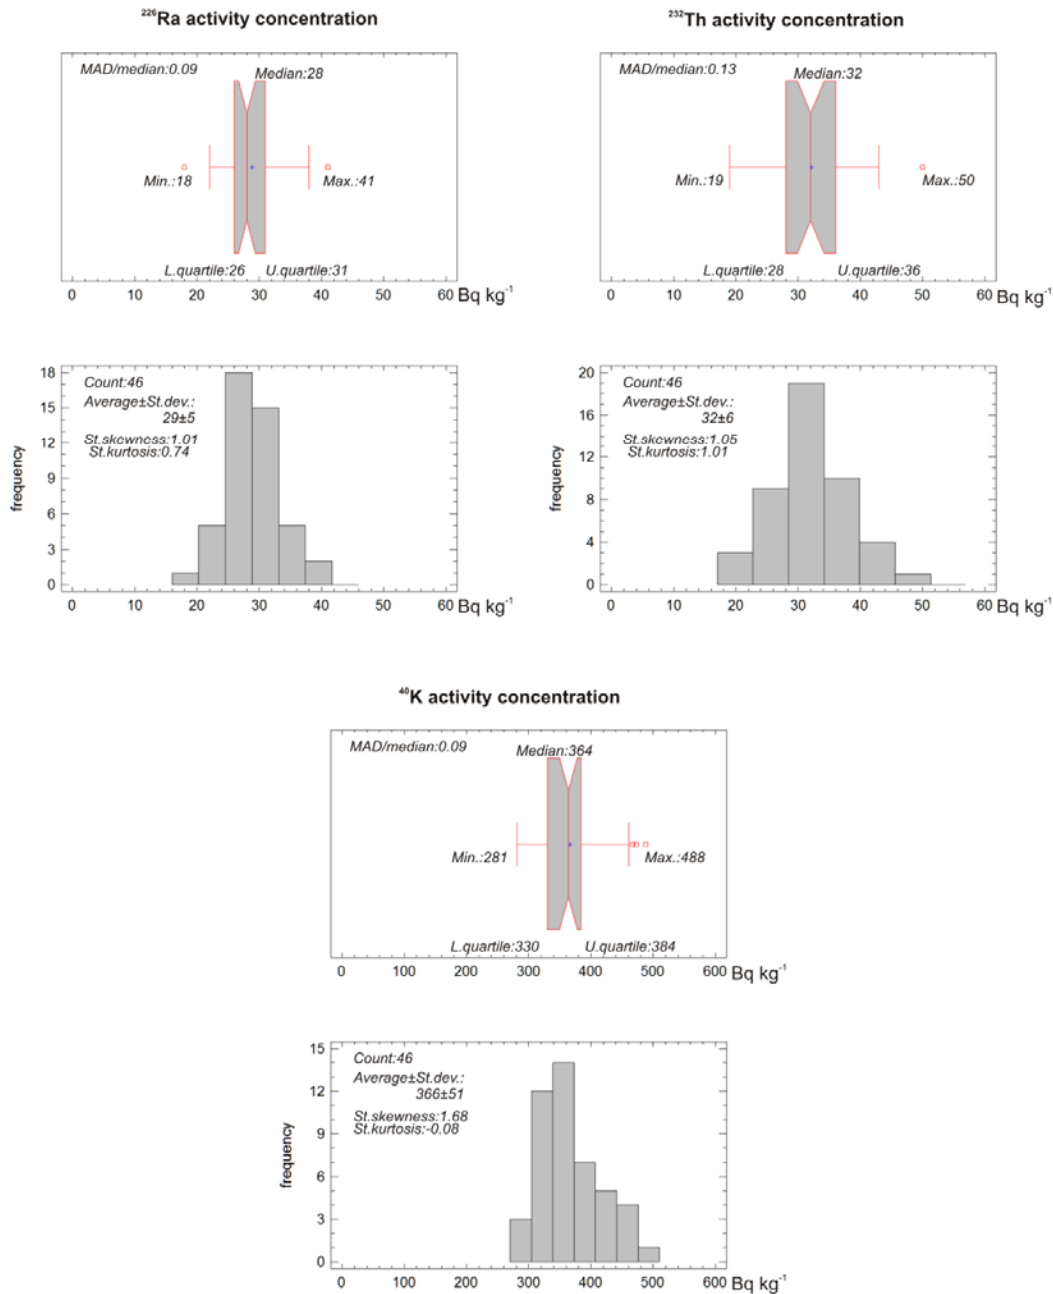 ²²⁶Ra activity concentration
MAD/median:0.09
Median:28
Min.:18
Max.:41
L.quartile:26
U.quartile:31
0 10 20 30 40 50 60 Bq kg⁻¹
²³²Th activity concentration
MAD/median:0.13
Median:32
Min.:19
Max.:50
L.quartile:28
U.quartile:36
0 10 20 30 40 50 60 Bq kg⁻¹
frequency
18
15
12
9
6
3
0
Count:46
Average±St.dev.:
29±5
St.skewness:1.01
St.kurtosis:0.74
0 10 20 30 40 50 60 Bq kg⁻¹
frequency
20
16
12
8
4
0
Count:46
Average±St.dev.:
32±6
St.skewness:1.05
St.kurtosis:1.01
0 10 20 30 40 50 60 Bq kg⁻¹
⁴⁰K activity concentration
MAD/median:0.09
Median:364
Min.:281
Max.:488
L.quartile:330
U.quartile:384
0 100 200 300 400 500 600 Bq kg⁻¹
frequency
15
12
9
6
3
0
Count:46
Average±St.dev.:
366±51
St.skewness:1.68
St.kurtosis:-0.08
0 100 200 300 400 500 600 Bq kg⁻¹